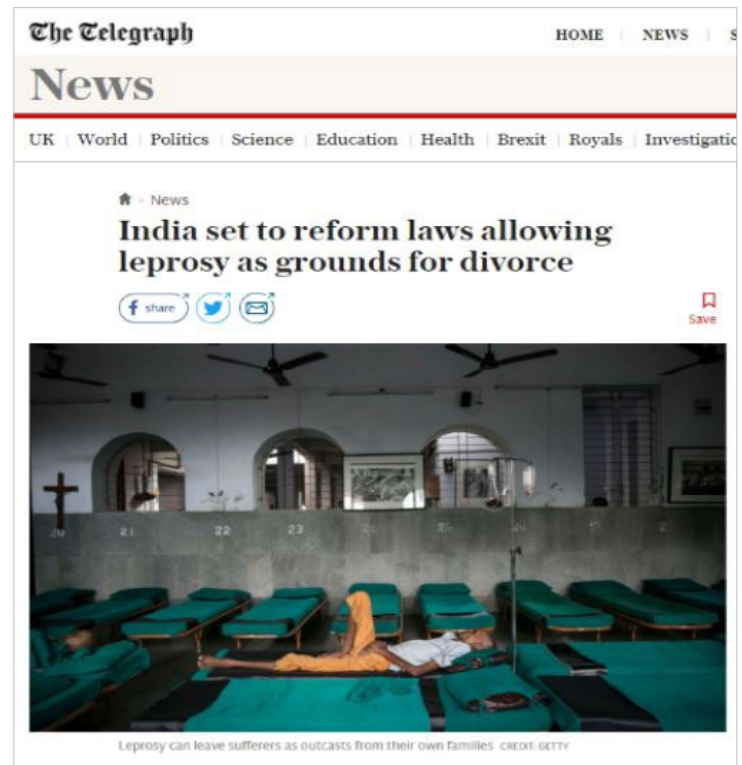 The Telegraph
HOME NEWS S
News
UK World Politics Science Education Health Brexit Royals Investigatio
News
India set to reform laws allowing
leprosy as grounds for divorce
share
Save
21 22 23
Leprosy can leave sufferers as outcasts from their own families CREDIT: GETTY